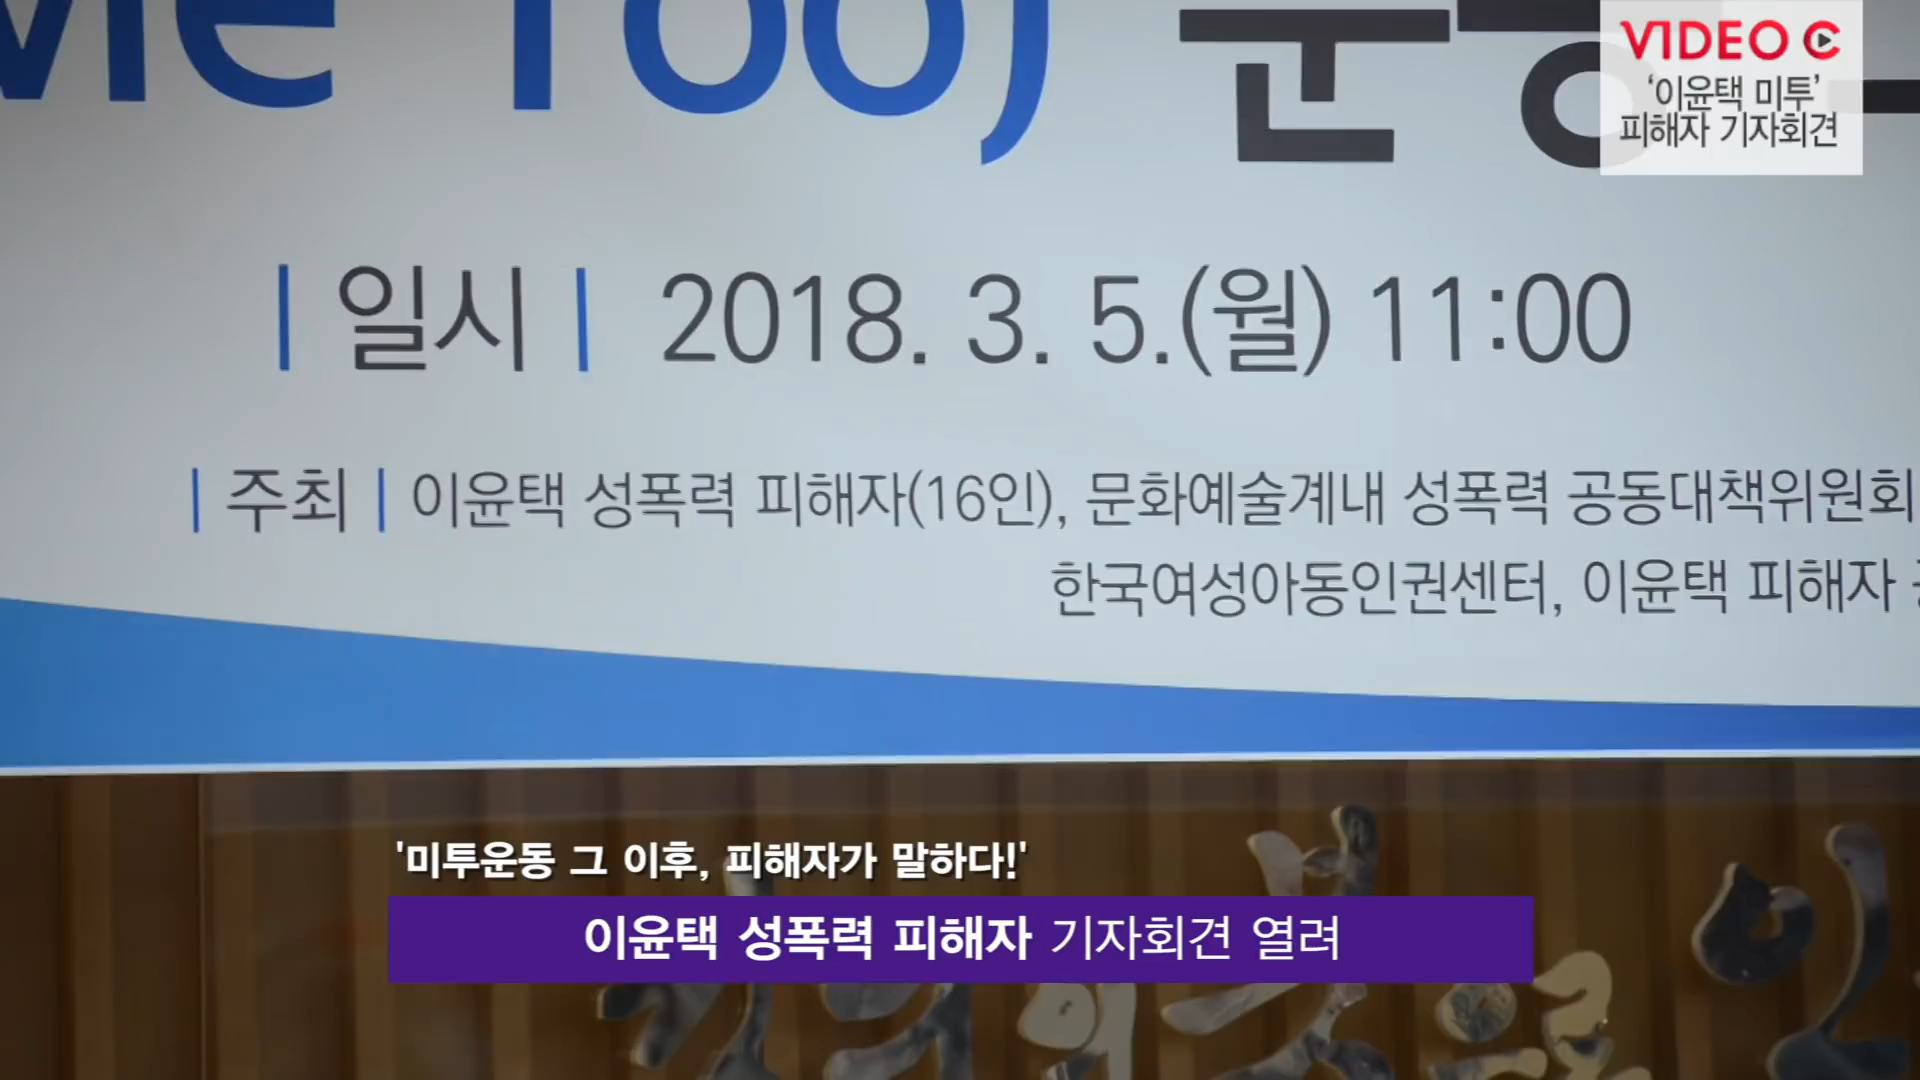 Me Too) 운동
VIDEO C
'이윤택 미투'
피해자 기자회견
| 일시 | 2018. 3. 5.(월) 11:00
| 주최 | 이윤택 성폭력 피해자(16인), 문화예술계내 성폭력 공동대책위원회
한국여성아동인권센터, 이윤택 피해자
'미투운동 그 이후, 피해자가 말하다!'
이윤택 성폭력 피해자 기자회견 열려